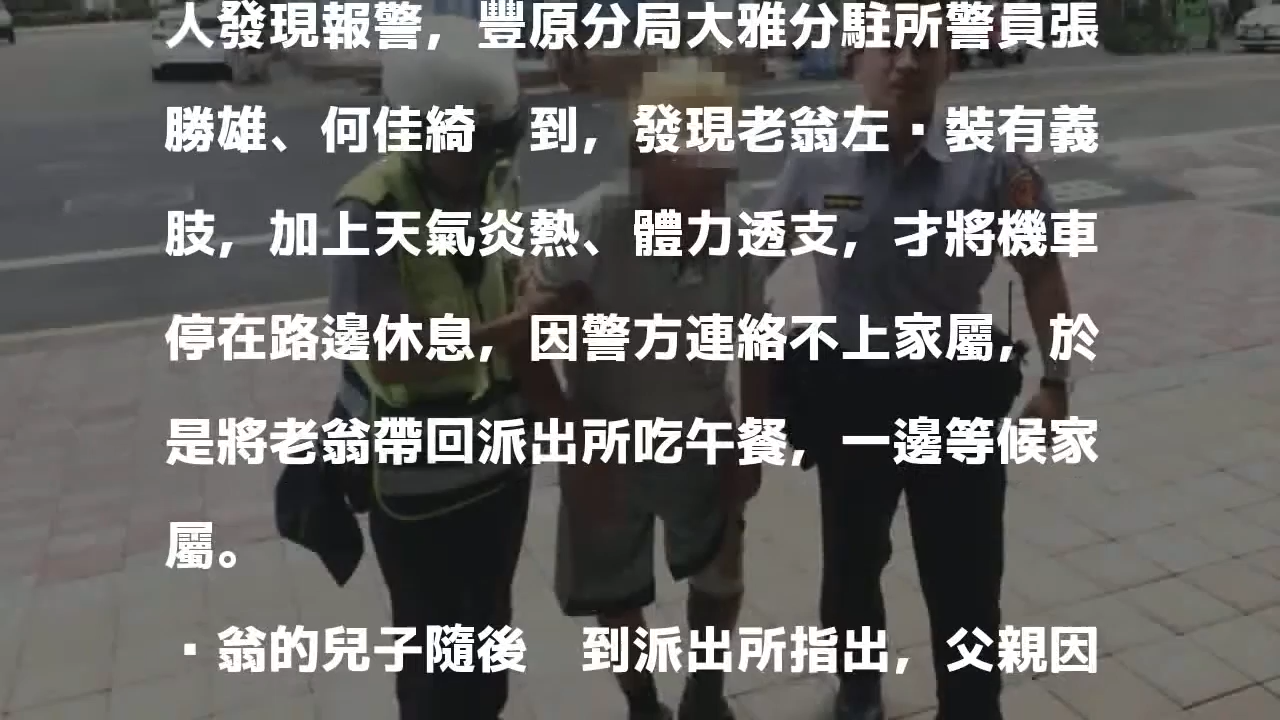 人發現報警，豐原分局大雅分駐所警員張
勝雄、何佳綺　到，發現老翁左·裝有義
肢，加上天氣炎熱、體力透支，才將機車
停在路邊休息，因警方連絡不上家屬，於
是將老翁帶回派出所吃午餐，一邊等候家
屬。
·翁的兒子隨後　到派出所指出，父親因